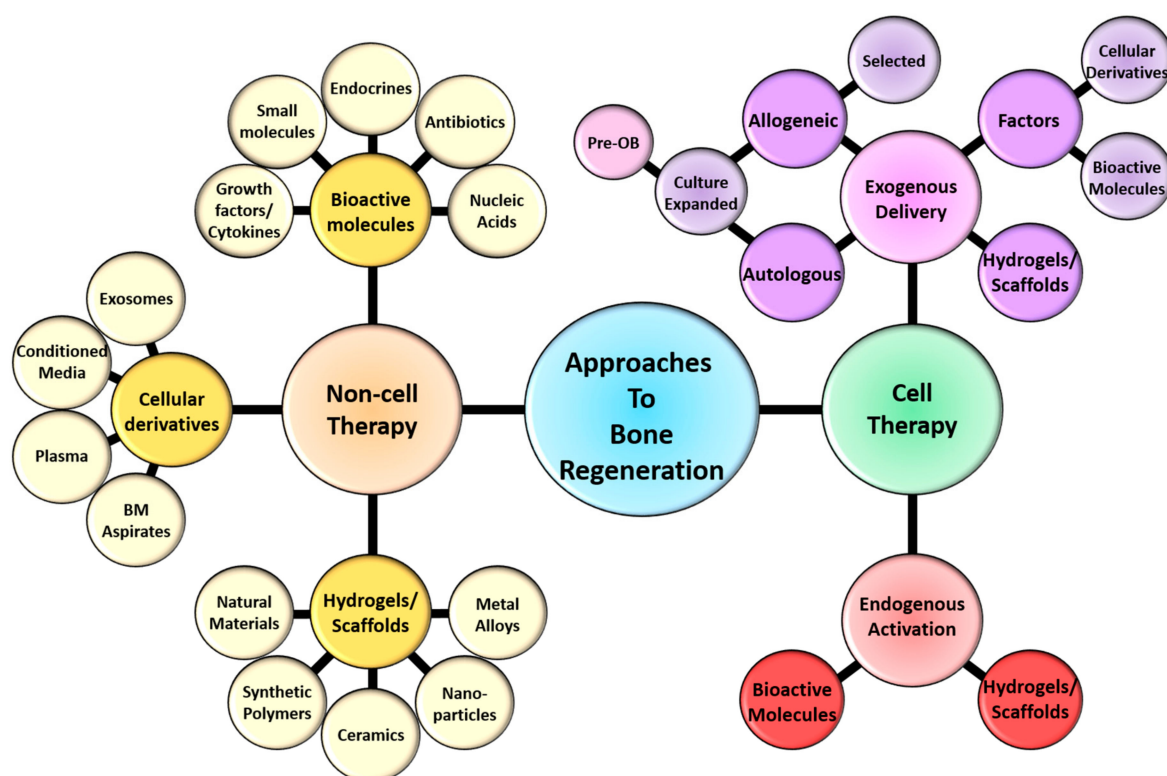 Approaches
To
Bone
Regeneration
Non-cell
Therapy
Bioactive
molecules
Growth
factors/
Cytokines
Small
molecules
Endocrines
Antibiotics
Nucleic
Acids
Cellular
derivatives
Exosomes
Conditioned
Media
Plasma
BM
Aspirates
Hydrogels/
Scaffolds
Natural
Materials
Synthetic
Polymers
Ceramics
Nano-
particles
Metal
Alloys
Cell
Therapy
Exogenous
Delivery
Allogeneic
Selected
Culture
Expanded
Pre-OB
Autologous
Factors
Cellular
Derivatives
Bioactive
Molecules
Hydrogels/
Scaffolds
Endogenous
Activation
Bioactive
Molecules
Hydrogels/
Scaffolds